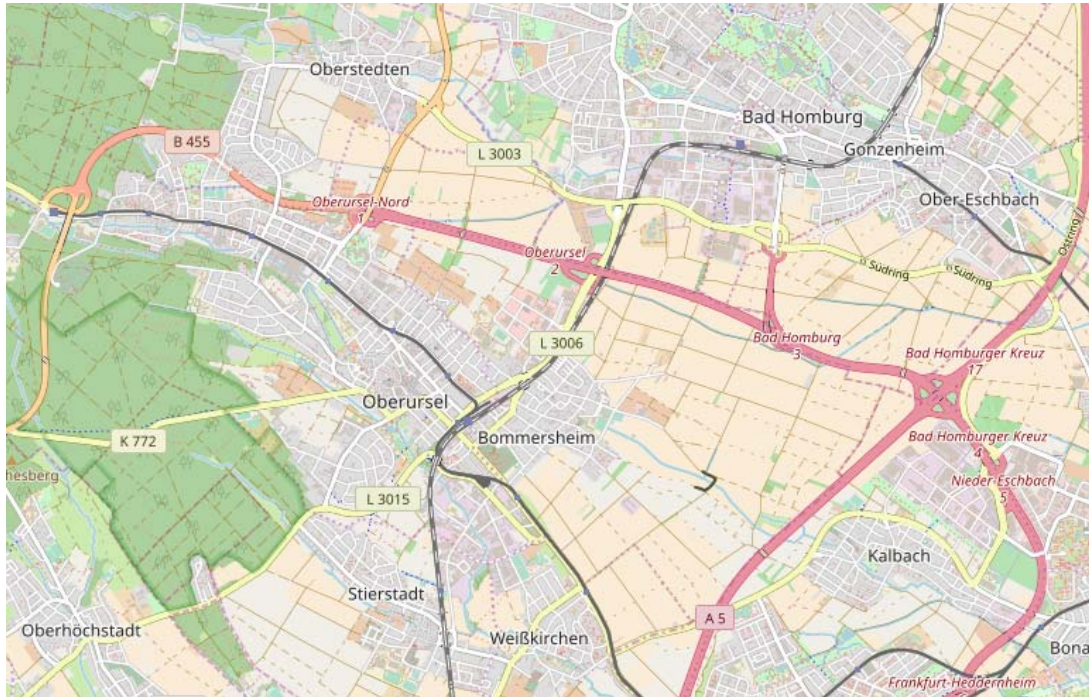 Oberstedten
Bad Homburg
B 455
L 3003
Gonzenheim
Oberursel-Nord
Ober-Eschbach
Ostring
Oberursel
2
Südring
Südring
L 3006
Bad Homburg
3
Bad Homburger Kreuz
17
Oberursel
K 772
Bommersheim
Bad Homburger Kreuz
4
hesberg
Nieder-Eschbach
5
L 3015
Kalbach
Stierstadt
A 5
Oberhöchstadt
Weißkirchen
Bona
Frankfurt-Heddernheim